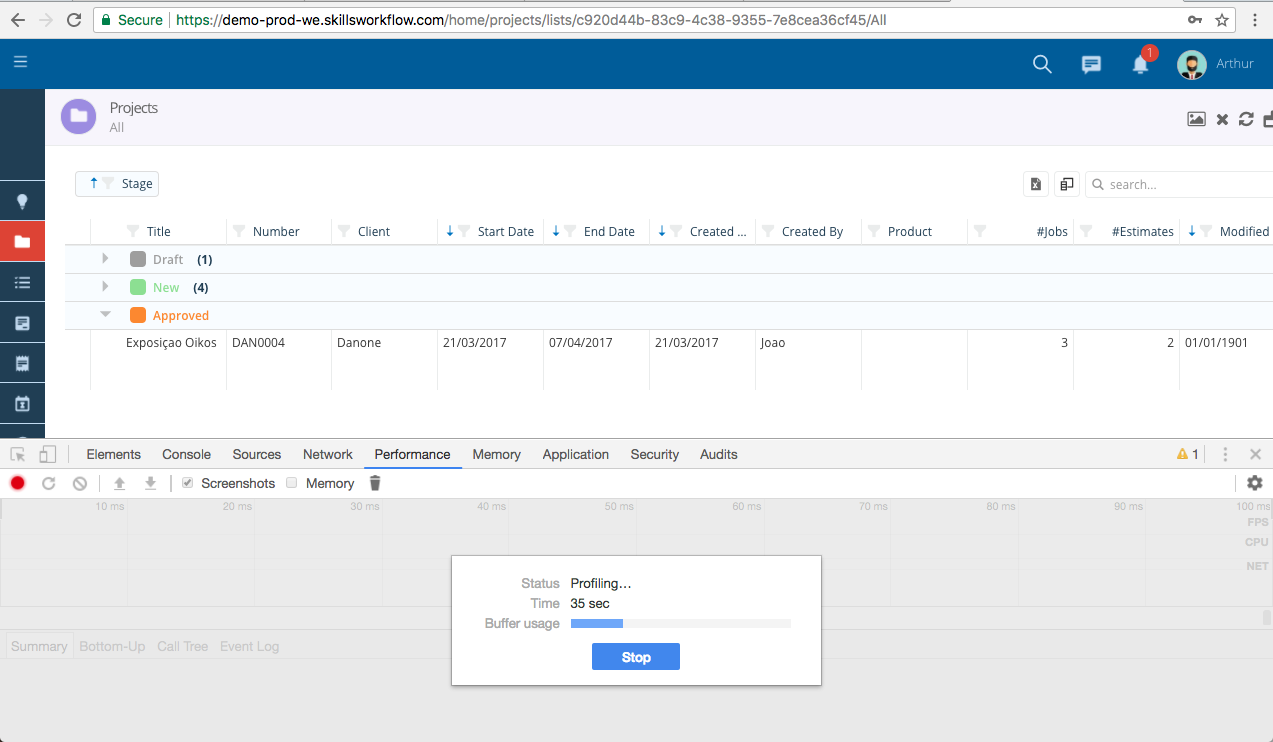 Secure https://demo-prod-we.skillsworkflow.com/home/projects/lists/c920d44b-83c9-4c38-9355-7e8cea36cf45/All
1 Arthur
Projects
All
Stage search...
Title Number Client Start Date End Date Created ... Created By Product #Jobs #Estimates Modified
Draft (1)
New (4)
Approved
Exposiçao Oikos DAN0004 Danone 21/03/2017 07/04/2017 21/03/2017 Joao 3 2 01/01/1901
Elements Console Sources Network Performance Memory Application Security Audits 1
Screenshots Memory
10 ms 20 ms 30 ms 40 ms 50 ms 60 ms 70 ms 80 ms 90 ms 100 ms
FPS
CPU
NET
Status Profiling...
Time 35 sec
Buffer usage
Summary Bottom-Up Call Tree Event Log
Stop